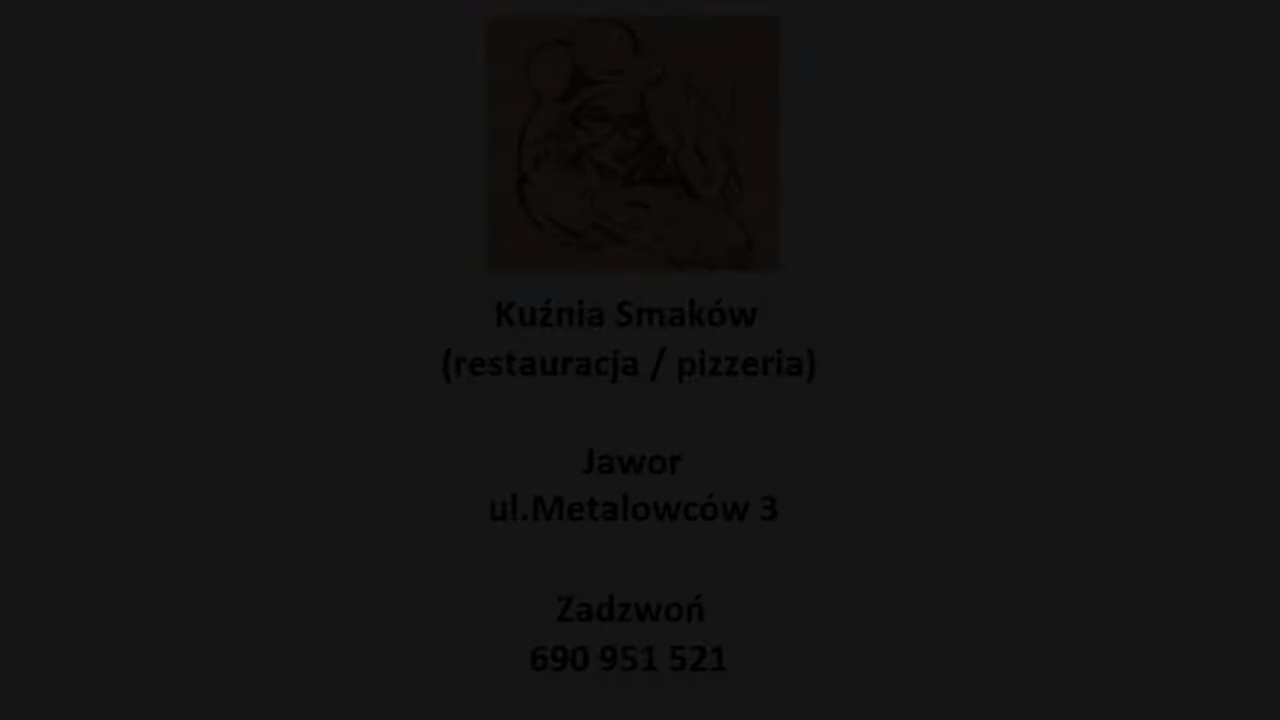 Kuźnia Smaków
(restauracja / pizzeria)
Jawor
ul.Metalowców 3
Zadzwoń
690 951 521